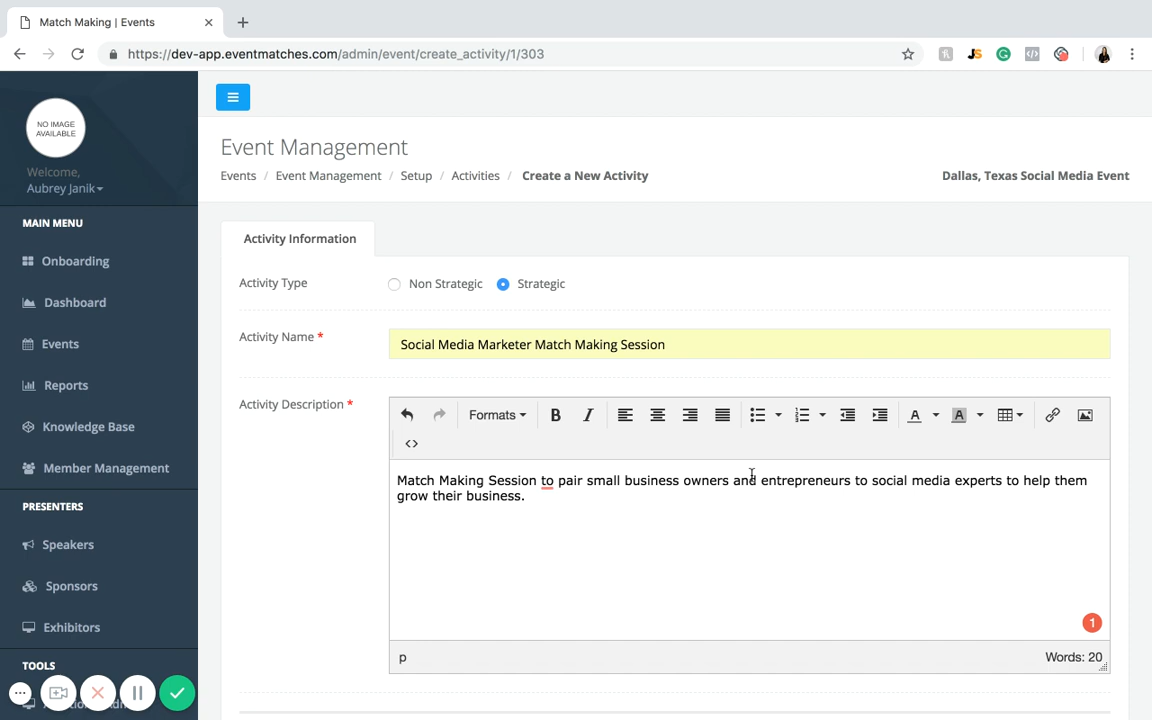 Match Making | Events
https://dev-app.eventmatches.com/admin/event/create_activity/1/303
JS
NO IMAGE
AVAILABLE
Welcome,
Aubrey Janik
MAIN MENU
Onboarding
Dashboard
Events
Reports
Knowledge Base
Member Management
PRESENTERS
Speakers
Sponsors
Exhibitors
TOOLS
Event Management
Events / Event Management / Setup / Activities / Create a New Activity
Dallas, Texas Social Media Event
Activity Information
Activity Type
Non Strategic
Strategic
Activity Name *
Social Media Marketer Match Making Session
Activity Description *
Formats
B I
A A
<>
Match Making Session to pair small business owners and entrepreneurs to social media experts to help them
grow their business.
1
p
Words: 20